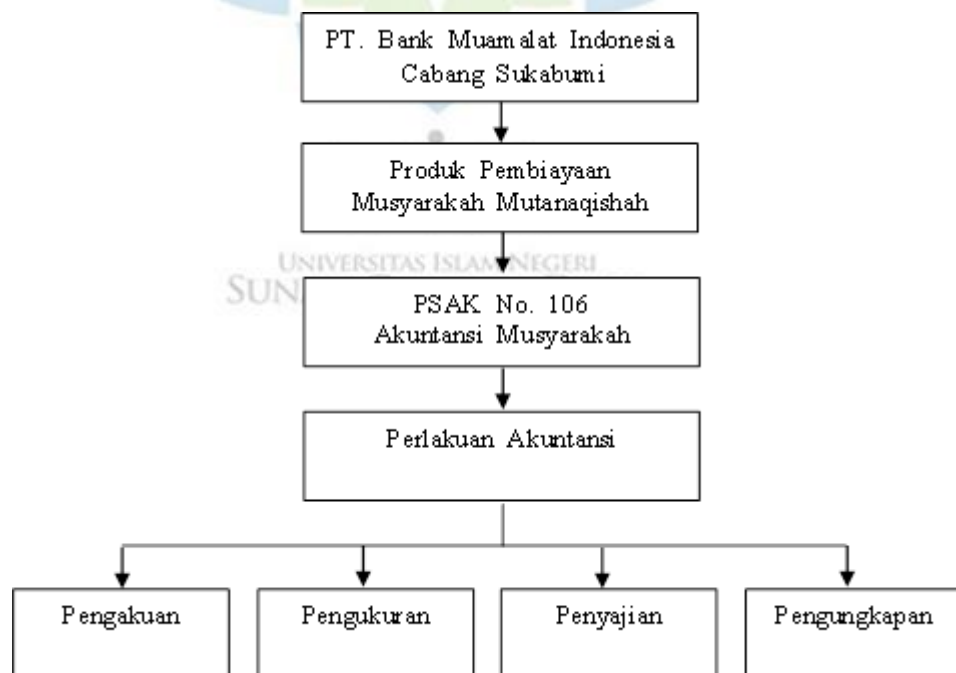 PT. Bank Muamalat Indonesia
Cabang Sukabumi
Produk Pembiayaan
Musyarakah Mutanaqishah
UNIVERSITAS ISLAM NEGERI
SUN
PSAK No. 106
Akuntansi Musyarakah
Perlakuan Akuntansi
Pengakuan
Pengukuran
Penyajian
Pengungkapan